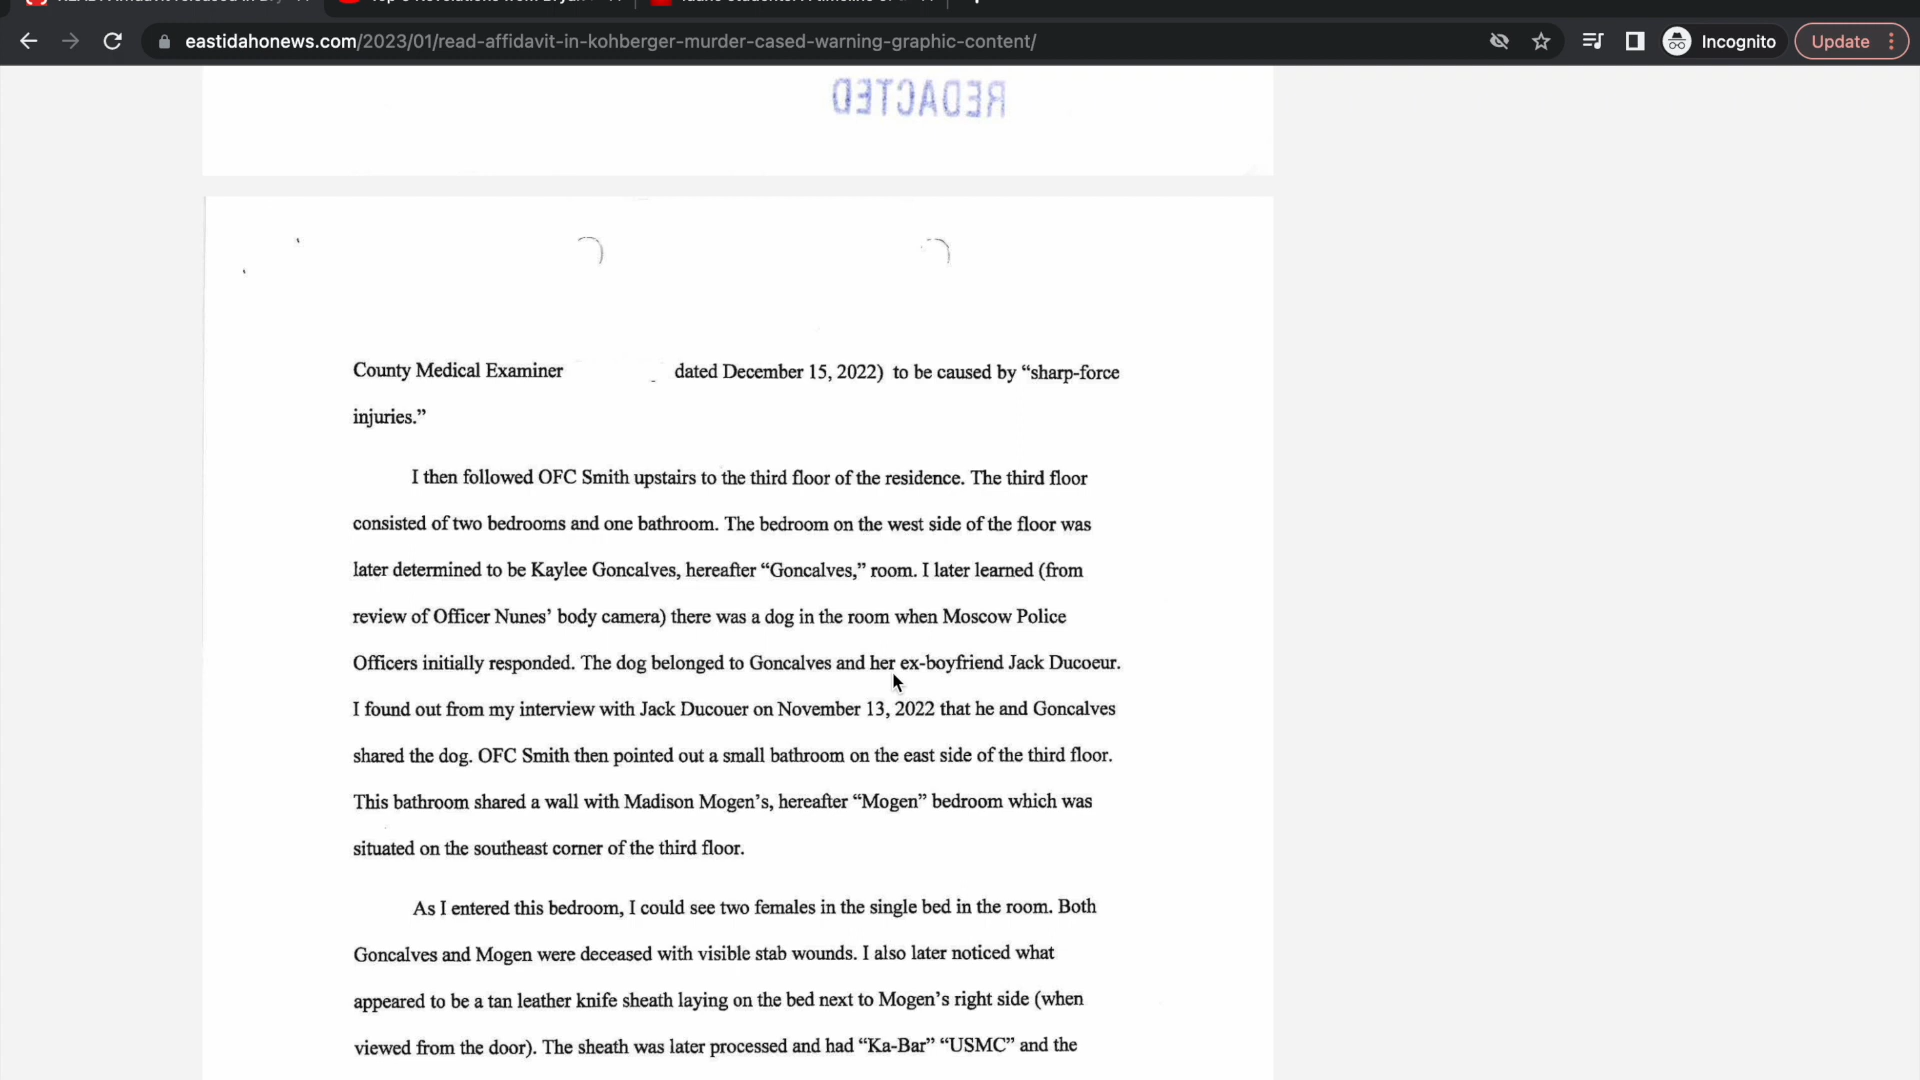 eastidahonews.com/2023/01/read-affidavit-in-kohberger-murder-cased-warning-graphic-content/
Incognito
Update
REDACTED
County Medical Examiner dated December 15, 2022) to be caused by “sharp-force
injuries.”
I then followed OFC Smith upstairs to the third floor of the residence. The third floor
consisted of two bedrooms and one bathroom. The bedroom on the west side of the floor was
later determined to be Kaylee Goncalves, hereafter “Goncalves,” room. I later learned (from
review of Officer Nunes’ body camera) there was a dog in the room when Moscow Police
Officers initially responded. The dog belonged to Goncalves and her ex-boyfriend Jack Ducoeur.
I found out from my interview with Jack Ducouer on November 13, 2022 that he and Goncalves
shared the dog. OFC Smith then pointed out a small bathroom on the east side of the third floor.
This bathroom shared a wall with Madison Mogen’s, hereafter “Mogen” bedroom which was
situated on the southeast corner of the third floor.
As I entered this bedroom, I could see two females in the single bed in the room. Both
Goncalves and Mogen were deceased with visible stab wounds. I also later noticed what
appeared to be a tan leather knife sheath laying on the bed next to Mogen’s right side (when
viewed from the door). The sheath was later processed and had “Ka-Bar” “USMC” and the